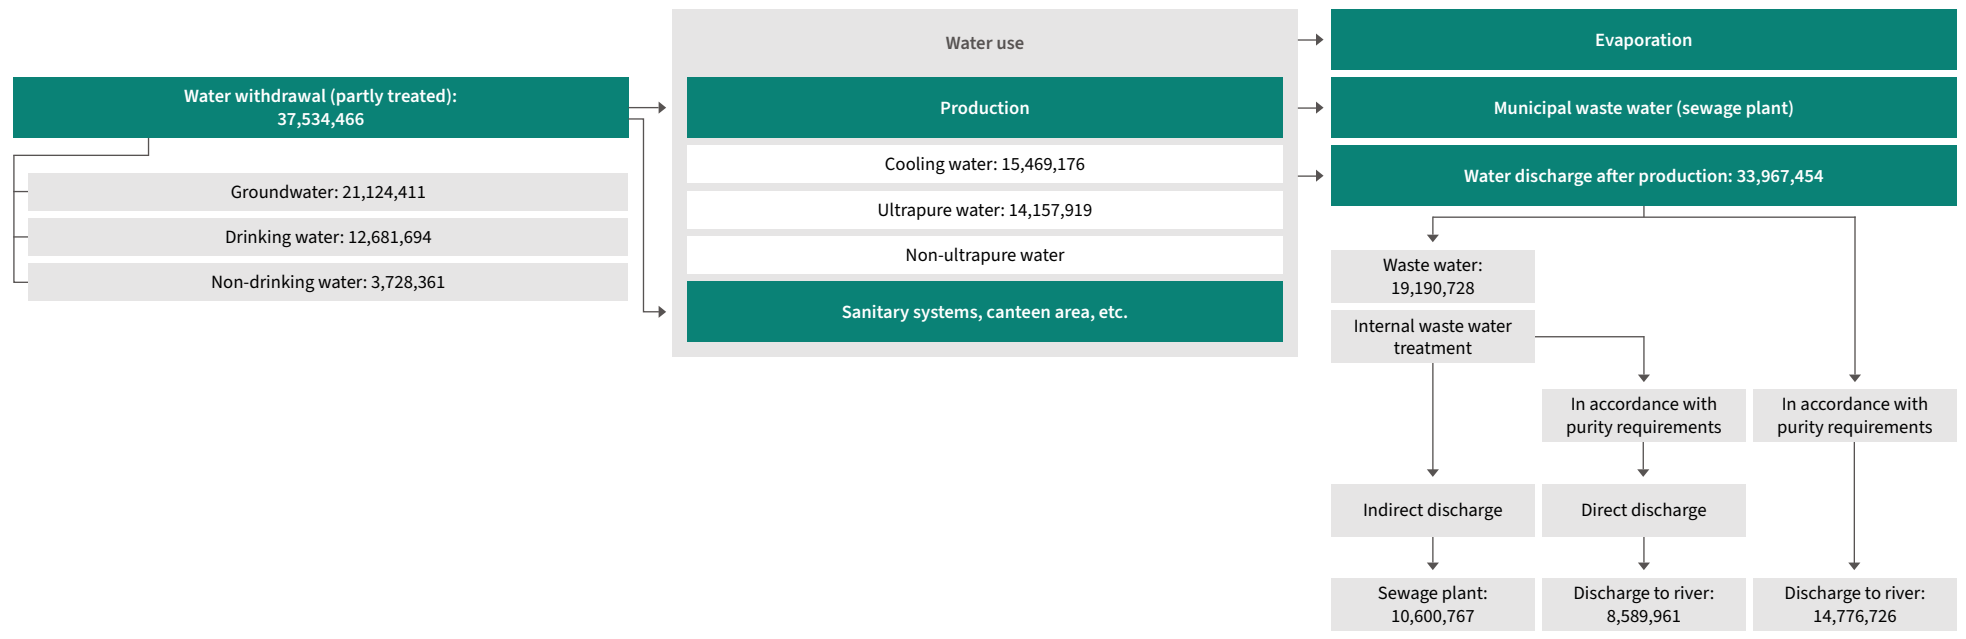 Water withdrawal (partly treated):
37,534,466
Groundwater: 21,124,411
Drinking water: 12,681,694
Non-drinking water: 3,728,361
Water use
Production
Cooling water: 15,469,176
Ultrapure water: 14,157,919
Non-ultrapure water
Sanitary systems, canteen area, etc.
Evaporation
Municipal waste water (sewage plant)
Water discharge after production: 33,967,454
Waste water:
19,190,728
Internal waste water
treatment
In accordance with
purity requirements
In accordance with
purity requirements
Indirect discharge
Direct discharge
Sewage plant:
10,600,767
Discharge to river:
8,589,961
Discharge to river:
14,776,726